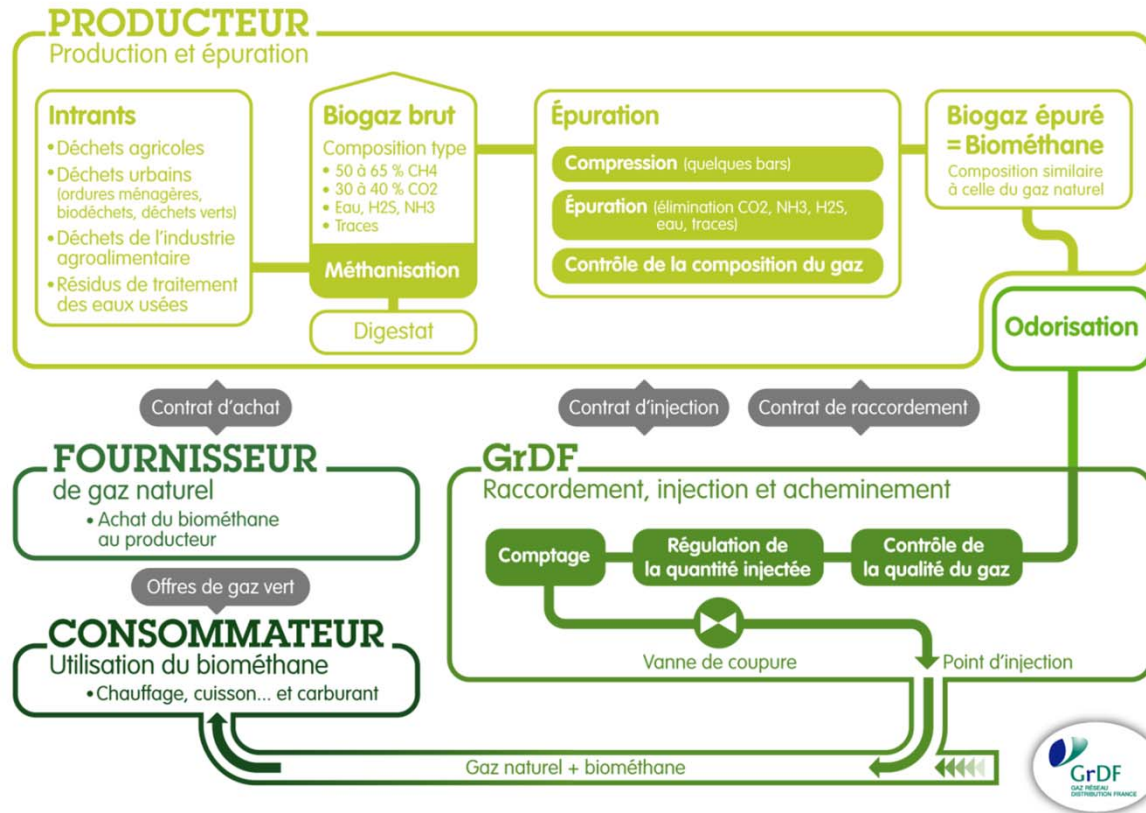 PRODUCTEUR
Production et épuration
Intrants
• Déchets agricoles
• Déchets urbains
(ordures ménagères,
biodéchets, déchets verts)
• Déchets de l'industrie
agroalimentaire
• Résidus de traitement
des eaux usées
Biogaz brut
Composition type
• 50 à 65 % CH4
• 30 à 40 % CO2
• Eau, H2S, NH3
• Traces
Méthanisation
Digestat
Épuration
Compression (quelques bars)
Épuration (élimination CO2, NH3, H2S,
eau, traces)
Contrôle de la composition du gaz
Biogaz épuré
= Biométhane
Composition similaire
à celle du gaz naturel
Odorisation
Contrat d'achat
Contrat d'injection
Contrat de raccordement
FOURNISSEUR
de gaz naturel
• Achat du biométhane
au producteur
Offres de gaz vert
CONSOMMATEUR
Utilisation du biométhane
• Chauffage, cuisson... et carburant
GrDF
Raccordement, injection et acheminement
Comptage
Régulation de
la quantité injectée
Contrôle de
la qualité du gaz
Vanne de coupure
Point d'injection
Gaz naturel + biométhane
GrDF
GAZ RÉSEAU
DISTRIBUTION FRANCE